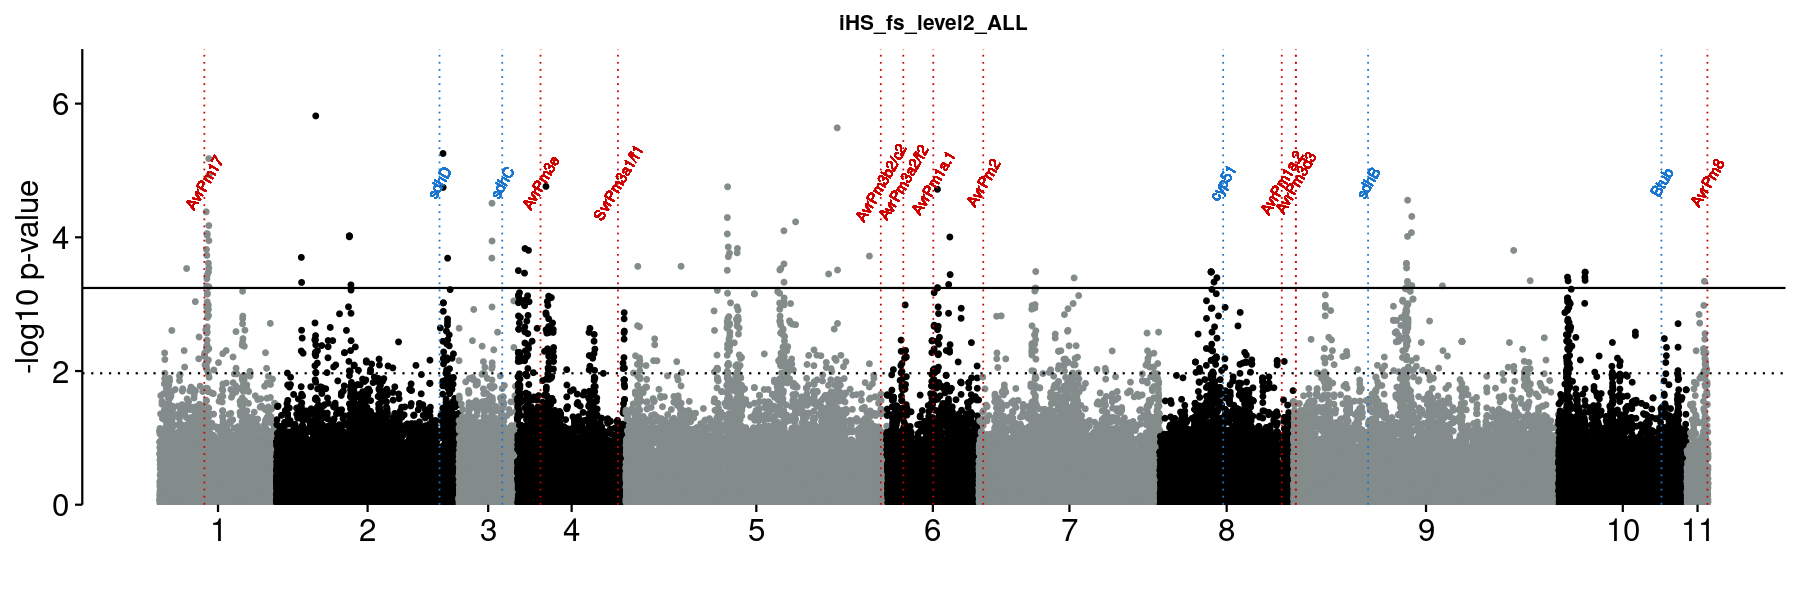 iHS_fs_level2_ALL
-log10 p-value
6
4
2
0
AvrPm17
sdhD
sdhC
AvrPm3e
SvrPm3a1/f1
AvrPm3b2/c2
AvrPm3a2/f2
AvrPm1a.1
AvrPm2
cyp51
AvrPm1a.2
AvrPm3d3
sdhB
Btub
AvrPm8
1 2 3 4 5 6 7 8 9 10 11